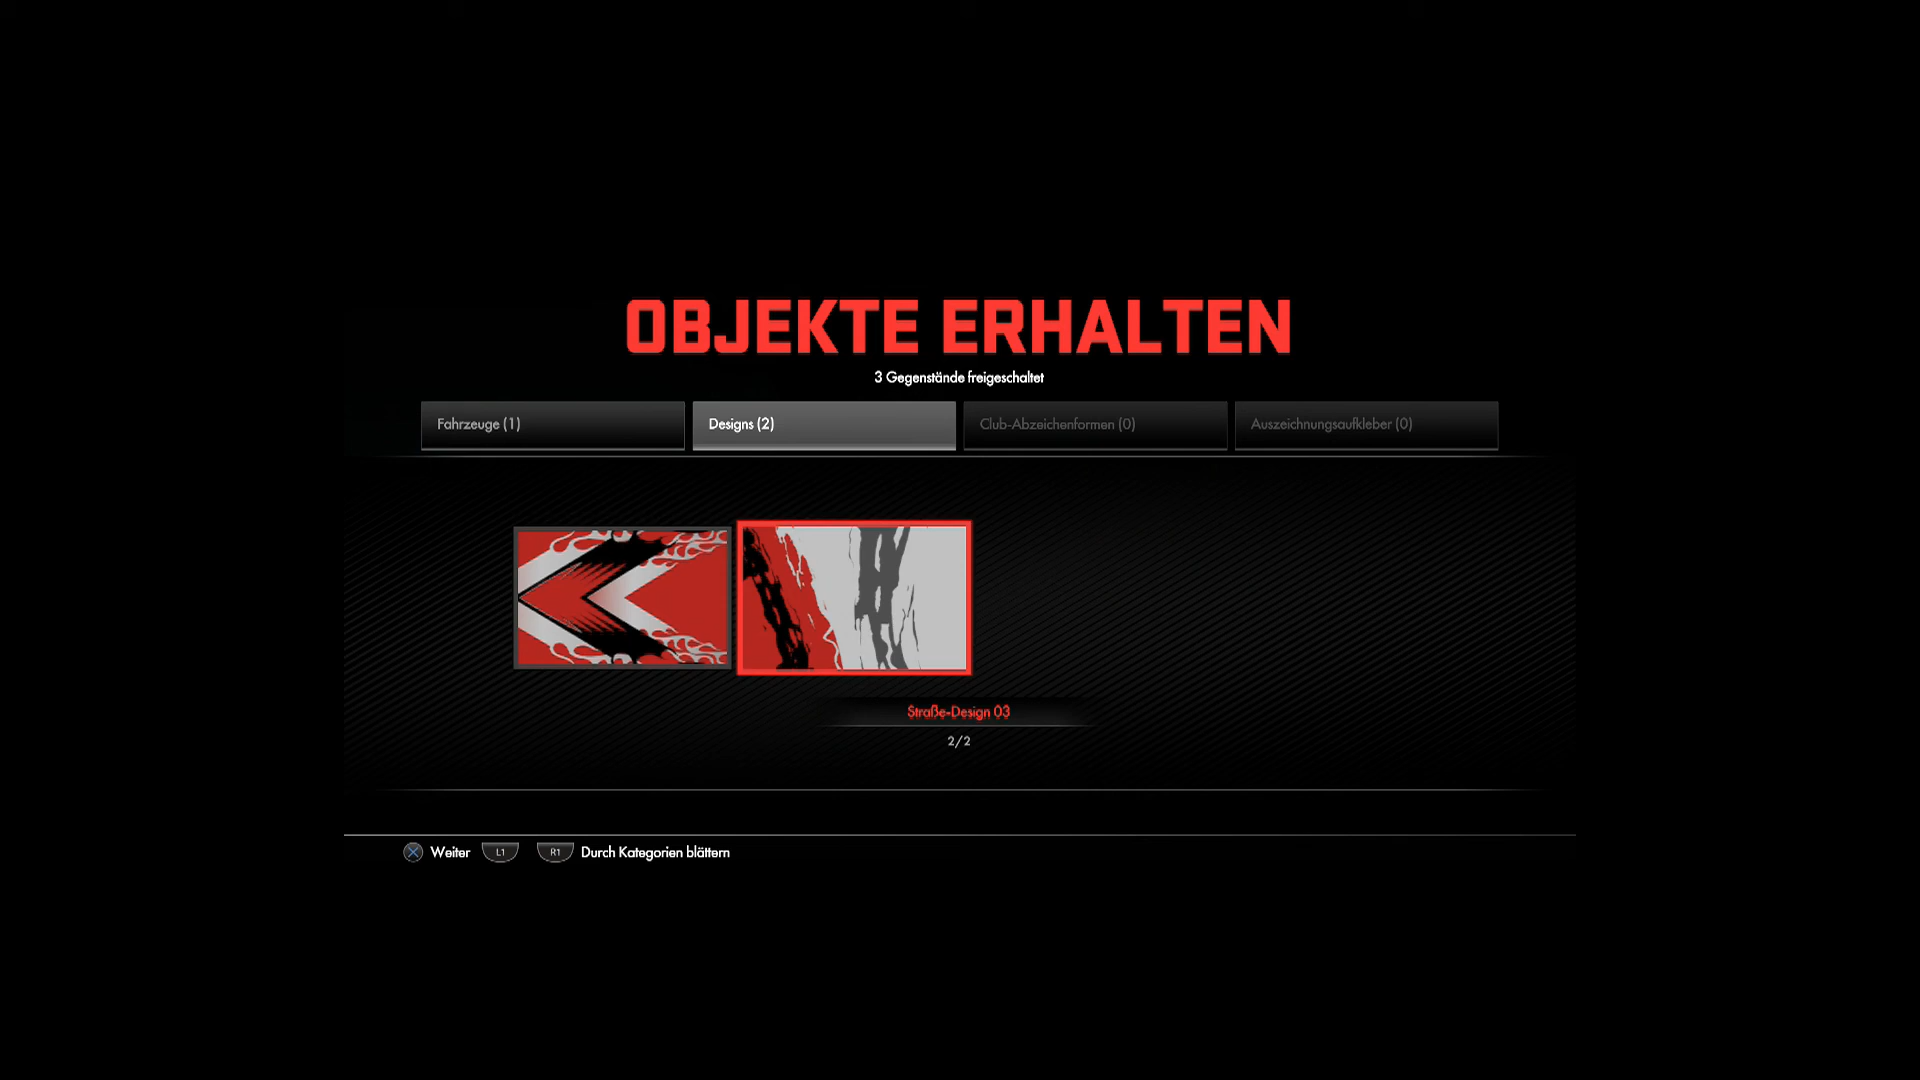 OBJEKTE ERHALTEN
3 Gegenstände freigeschaltet
Fahrzeuge (1)
Designs (2)
Club-Abzeichenformen (0)
Auszeichnungsaufkleber (0)
Straße-Design 03
2/2
Weiter
L1
R1
Durch Kategorien blättern